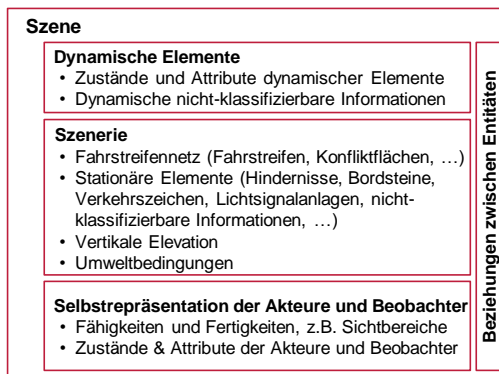 Szene
Dynamische Elemente
• Zustände und Attribute dynamischer Elemente
• Dynamische nicht-klassifizierbare Informationen
Szenerie
• Fahrstreifennetz (Fahrstreifen, Konfliktflächen, …)
• Stationäre Elemente (Hindernisse, Bordsteine,
Verkehrszeichen, Lichtsignalanlagen, nicht-
klassifizierbare Informationen, …)
• Vertikale Elevation
• Umweltbedingungen
Selbstrepräsentation der Akteure und Beobachter
• Fähigkeiten und Fertigkeiten, z.B. Sichtbereiche
• Zustände & Attribute der Akteure und Beobachter
Beziehungen zwischen Entitäten